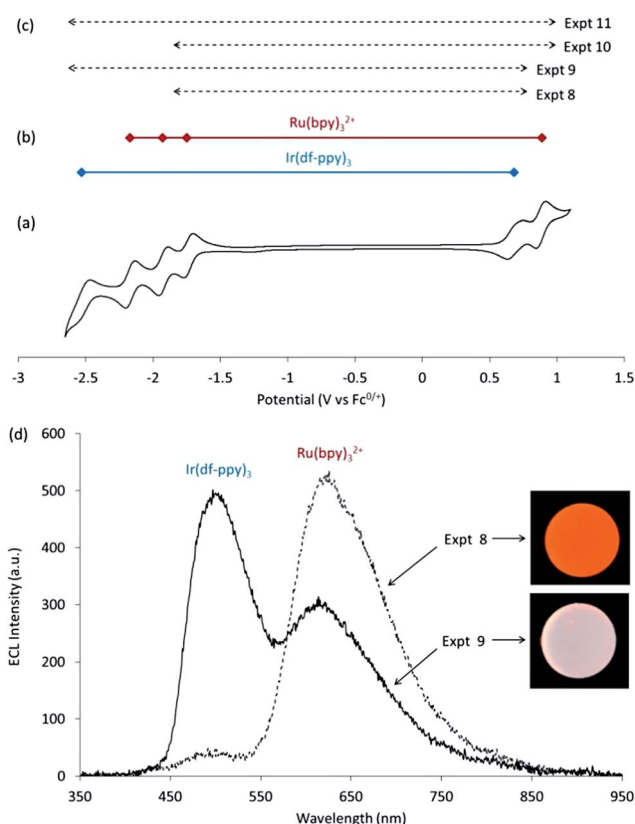 (c)
Expt 11
Expt 10
Expt 9
Expt 8
(b)
Ru(bpy)₃²⁺
Ir(df-ppy)₃
(a)
-3 -2.5 -2 -1.5 -1 -0.5 0 0.5 1 1.5
Potential (V vs Fc⁰/⁺)
(d)
600
500
400
300
200
100
0
Ir(df-ppy)₃
Ru(bpy)₃²⁺
Expt 8
Expt 9
ECL Intensity (a.u.)
350 450 550 650 750 850 950
Wavelength (nm)